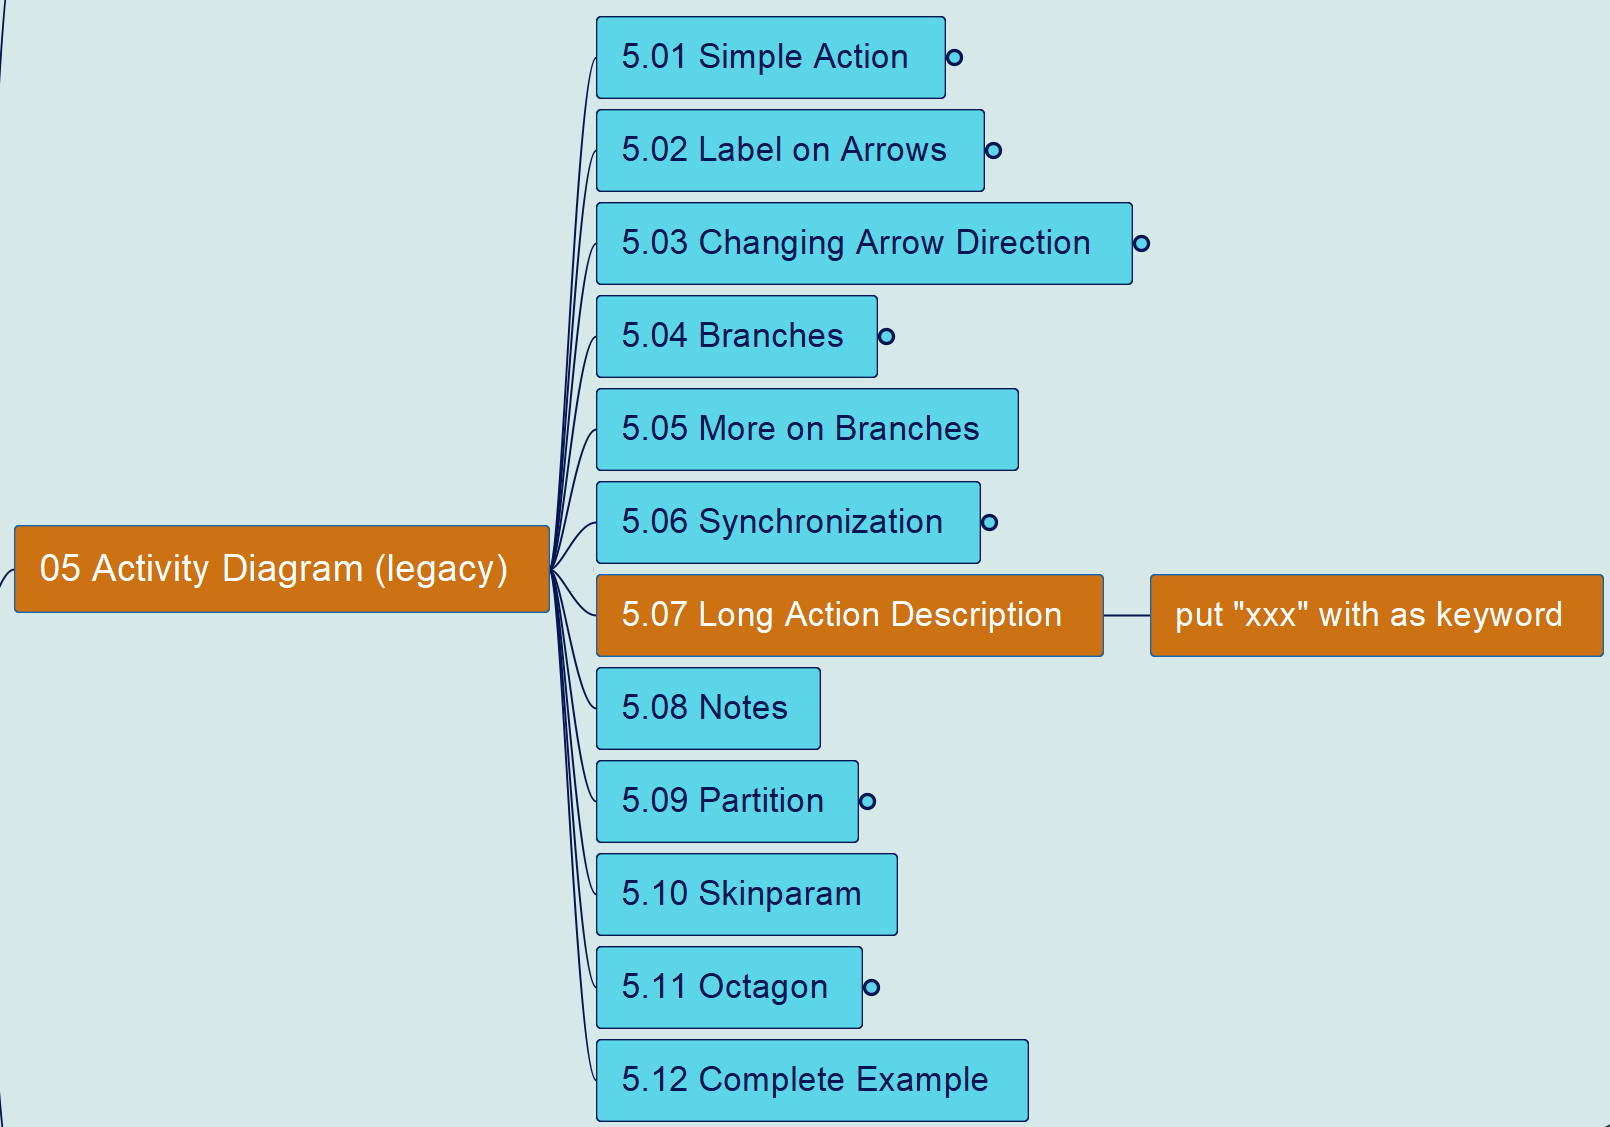 5.01 Simple Action
5.02 Label on Arrows
5.03 Changing Arrow Direction
5.04 Branches
5.05 More on Branches
5.06 Synchronization
05 Activity Diagram (legacy)
5.07 Long Action Description
put "xxx" with as keyword
5.08 Notes
5.09 Partition
5.10 Skinparam
5.11 Octagon
5.12 Complete Example